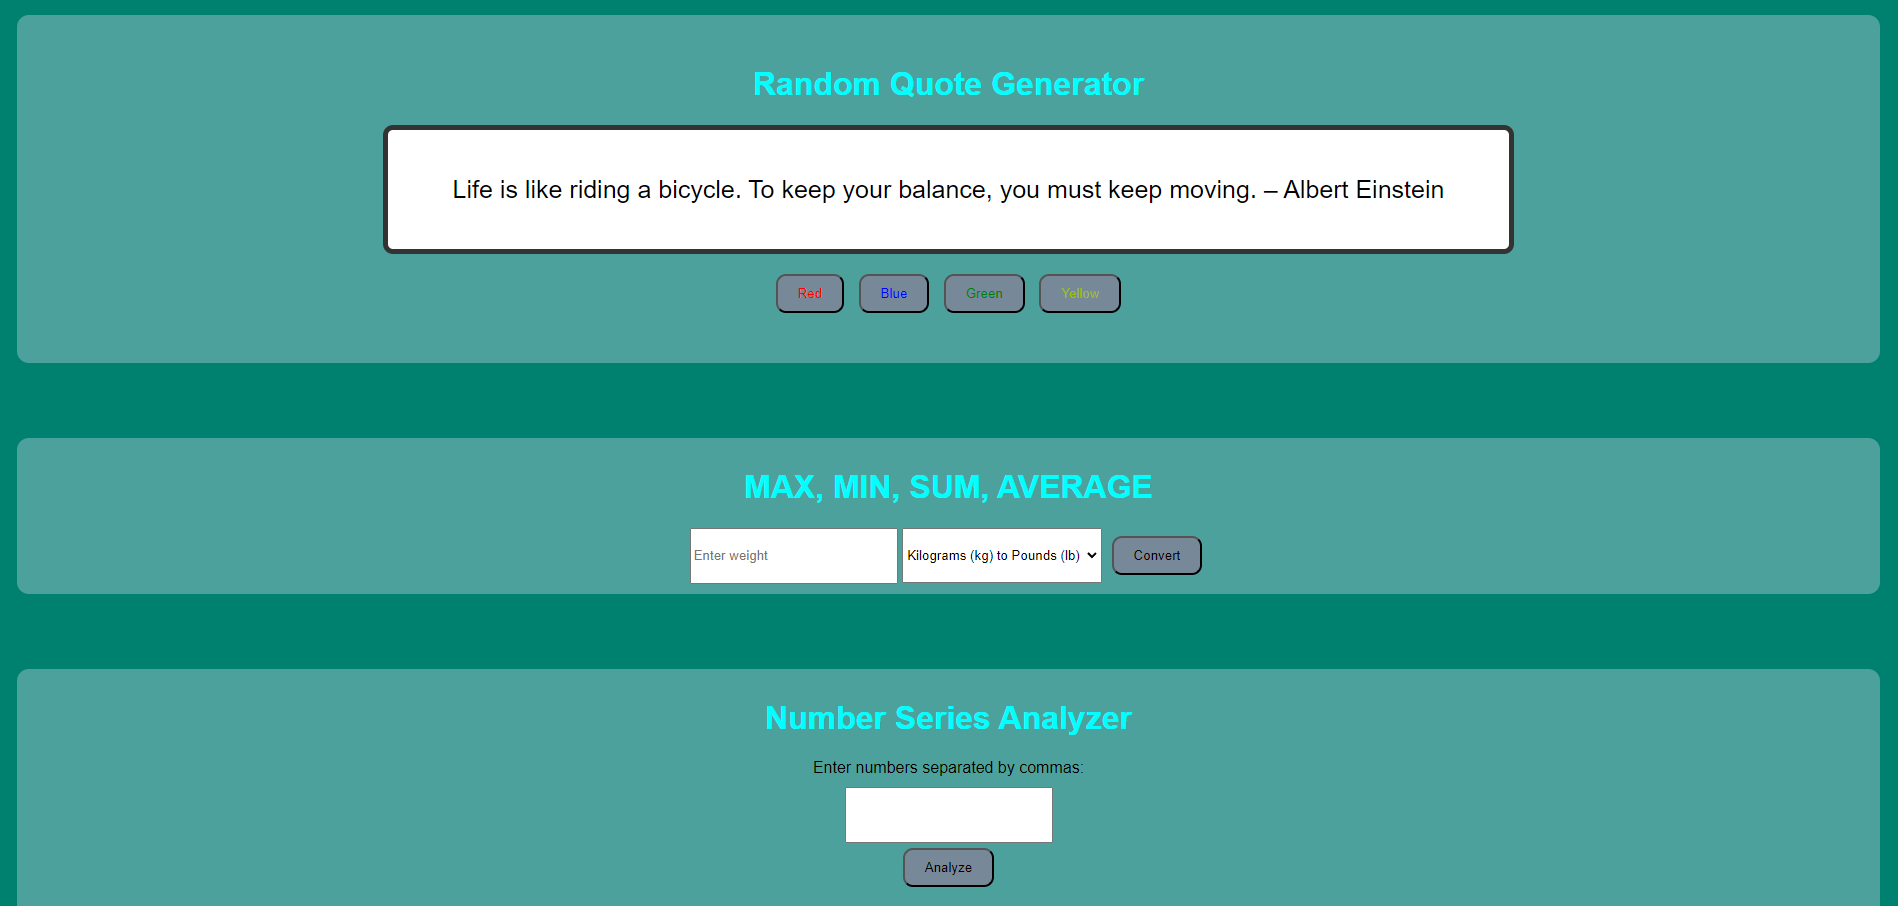 Random Quote Generator
Life is like riding a bicycle. To keep your balance, you must keep moving. – Albert Einstein
Red Blue Green Yellow
MAX, MIN, SUM, AVERAGE
Enter weight Kilograms (kg) to Pounds (lb) Convert
Number Series Analyzer
Enter numbers separated by commas:
Analyze